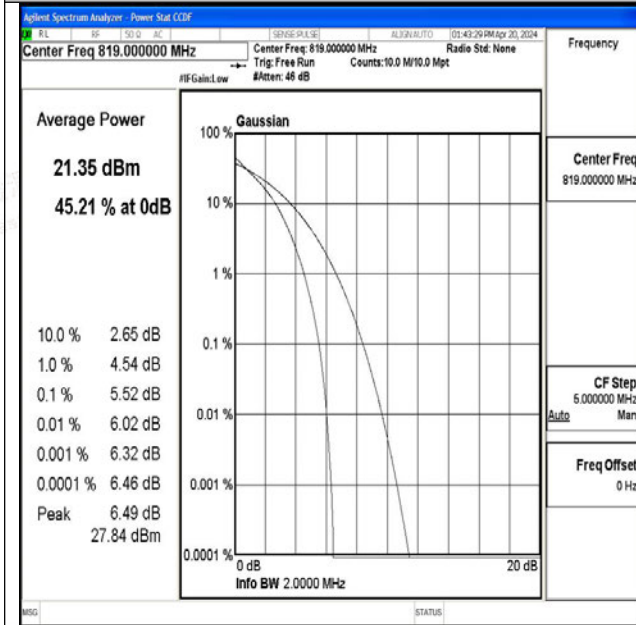 Agilent Spectrum Analyzer - Power Stat CCDF
RL RF 50 Ω AC SENSE:PULSE ALIGNAUTO 01:43:29 PM Apr 20, 2024
Center Freq 819.000000 MHz
Center Freq: 819.000000 MHz Radio Std: None
Trig: Free Run Counts:10.0 M/10.0 Mpt
#IFGain:Low #Atten: 46 dB
Frequency
Average Power
21.35 dBm
45.21 % at 0dB
10.0 % 2.65 dB
1.0 % 4.54 dB
0.1 % 5.52 dB
0.01 % 6.02 dB
0.001 % 6.32 dB
0.0001 % 6.46 dB
Peak 6.49 dB
27.84 dBm
Gaussian
100 %
10 %
1 %
0.1 %
0.01 %
0.001 %
0.0001 %
0 dB 20 dB
Info BW 2.0000 MHz
Center Freq
819.000000 MHz
CF Step
5.000000 MHz
Auto Man
Freq Offset
0 Hz
MSG STATUS